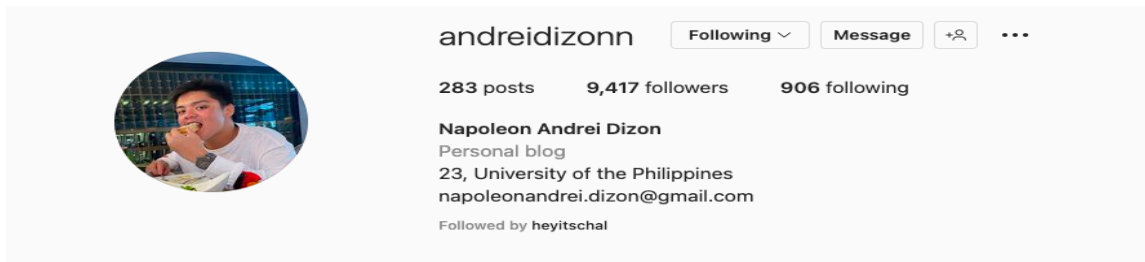 andreidizonn Following Message
283 posts 9,417 followers 906 following
Napoleon Andrei Dizon
Personal blog
23, University of the Philippines
napoleonandrei.dizon@gmail.com
Followed by heyitschal